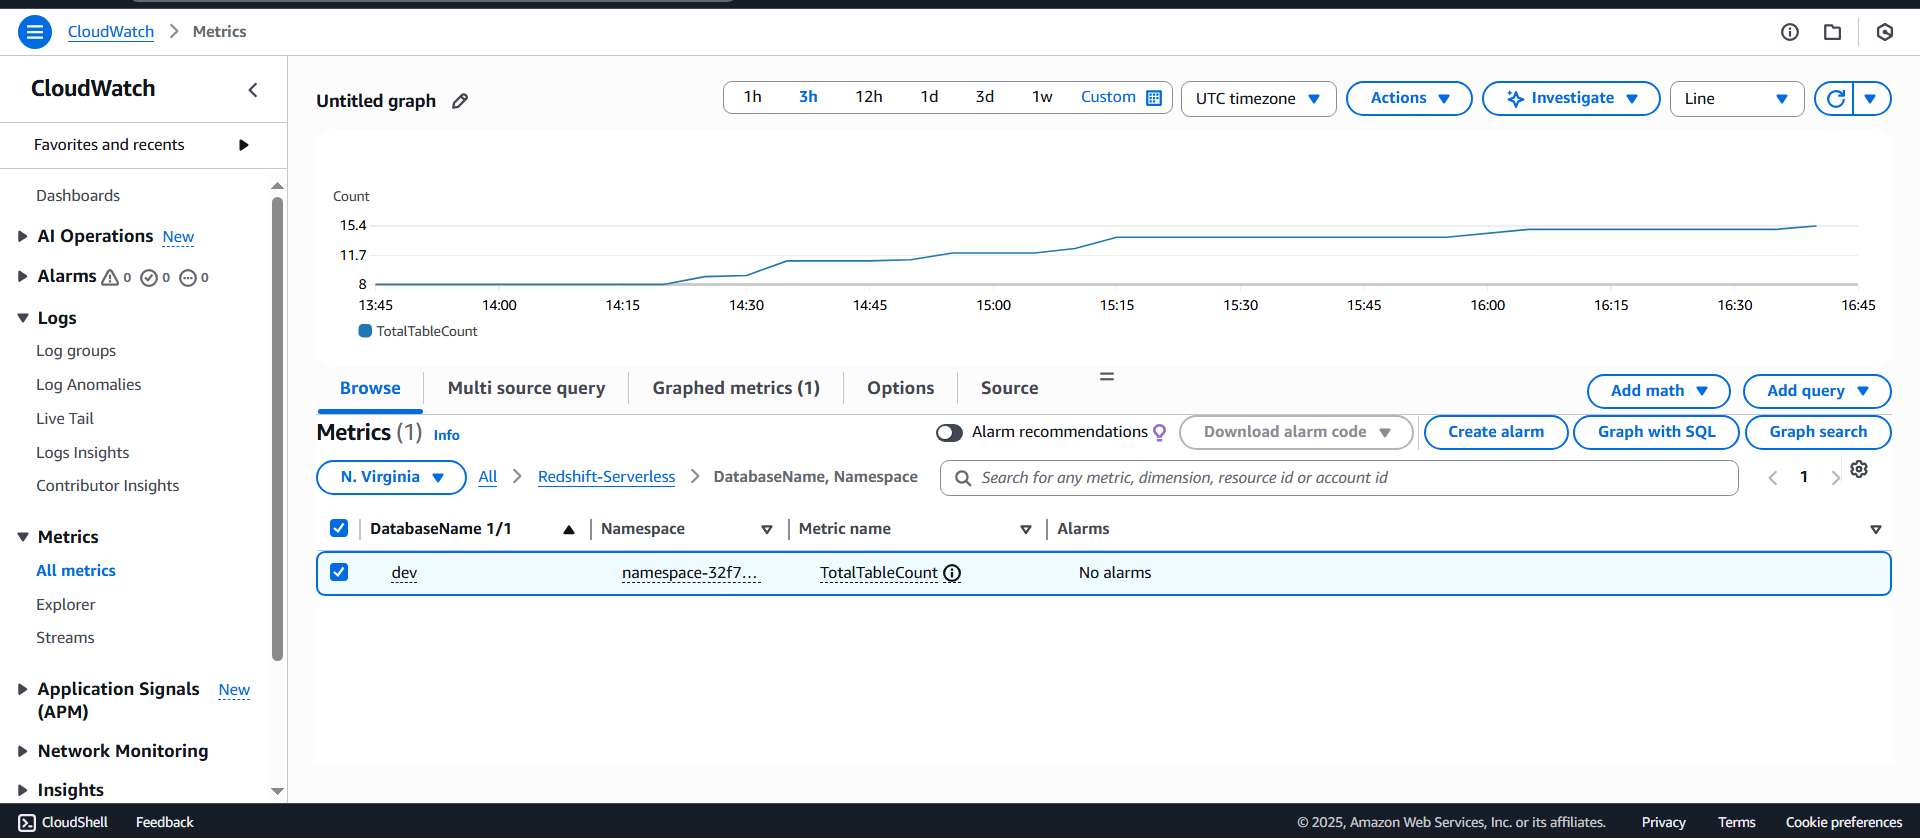 CloudWatch > Metrics
CloudWatch
Favorites and recents
Dashboards
AI Operations New
Alarms 0 0 0
Logs
Log groups
Log Anomalies
Live Tail
Logs Insights
Contributor Insights
Metrics
All metrics
Explorer
Streams
Application Signals New
(APM)
Network Monitoring
Insights
Untitled graph
1h 3h 12h 1d 3d 1w Custom UTC timezone Actions Investigate Line
Count
15.4
11.7
8
13:45 14:00 14:15 14:30 14:45 15:00 15:15 15:30 15:45 16:00 16:15 16:30 16:45
TotalTableCount
Browse Multi source query Graphed metrics (1) Options Source Add math Add query
Metrics (1) Info Alarm recommendations Download alarm code Create alarm Graph with SQL Graph search
N. Virginia All > Redshift-Serverless > DatabaseName, Namespace Search for any metric, dimension, resource id or account id < 1 >
DatabaseName 1/1 Namespace Metric name Alarms
dev namespace-32f7... TotalTableCount No alarms
CloudShell Feedback © 2025, Amazon Web Services, Inc. or its affiliates. Privacy Terms Cookie preferences